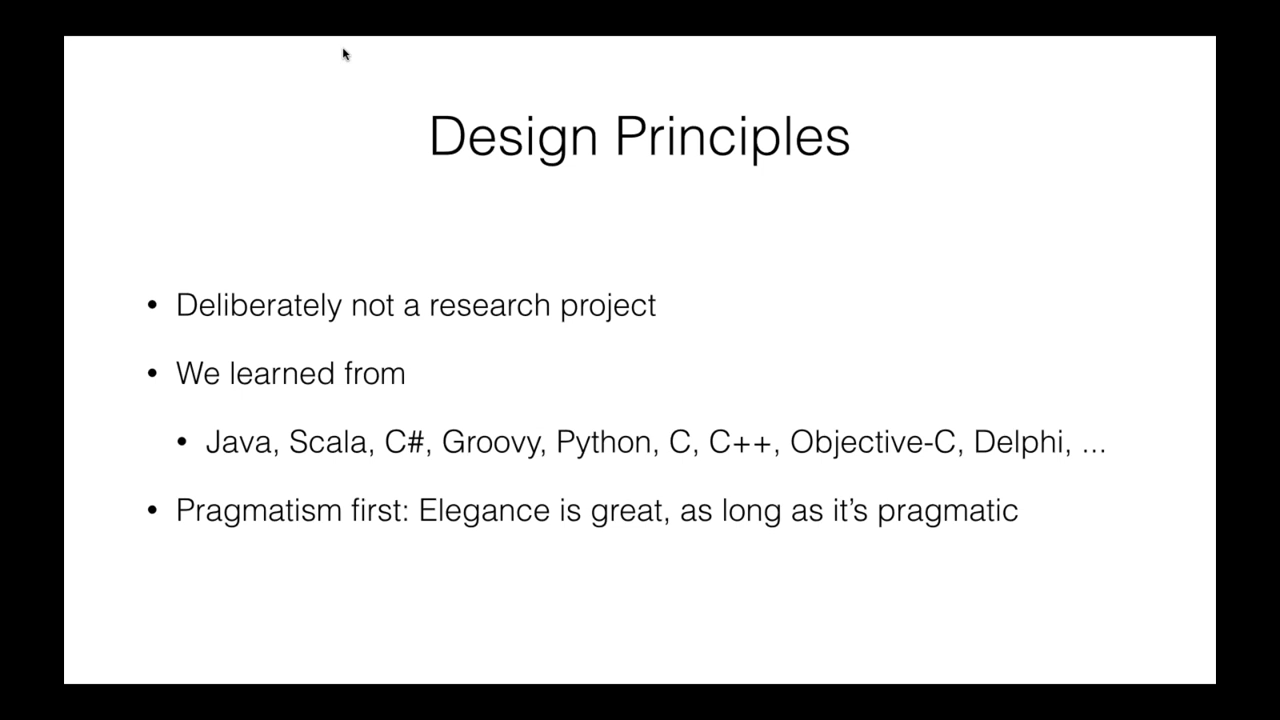 Design Principles
• Deliberately not a research project
• We learned from
• Java, Scala, C#, Groovy, Python, C, C++, Objective-C, Delphi, ...
• Pragmatism first: Elegance is great, as long as it’s pragmatic